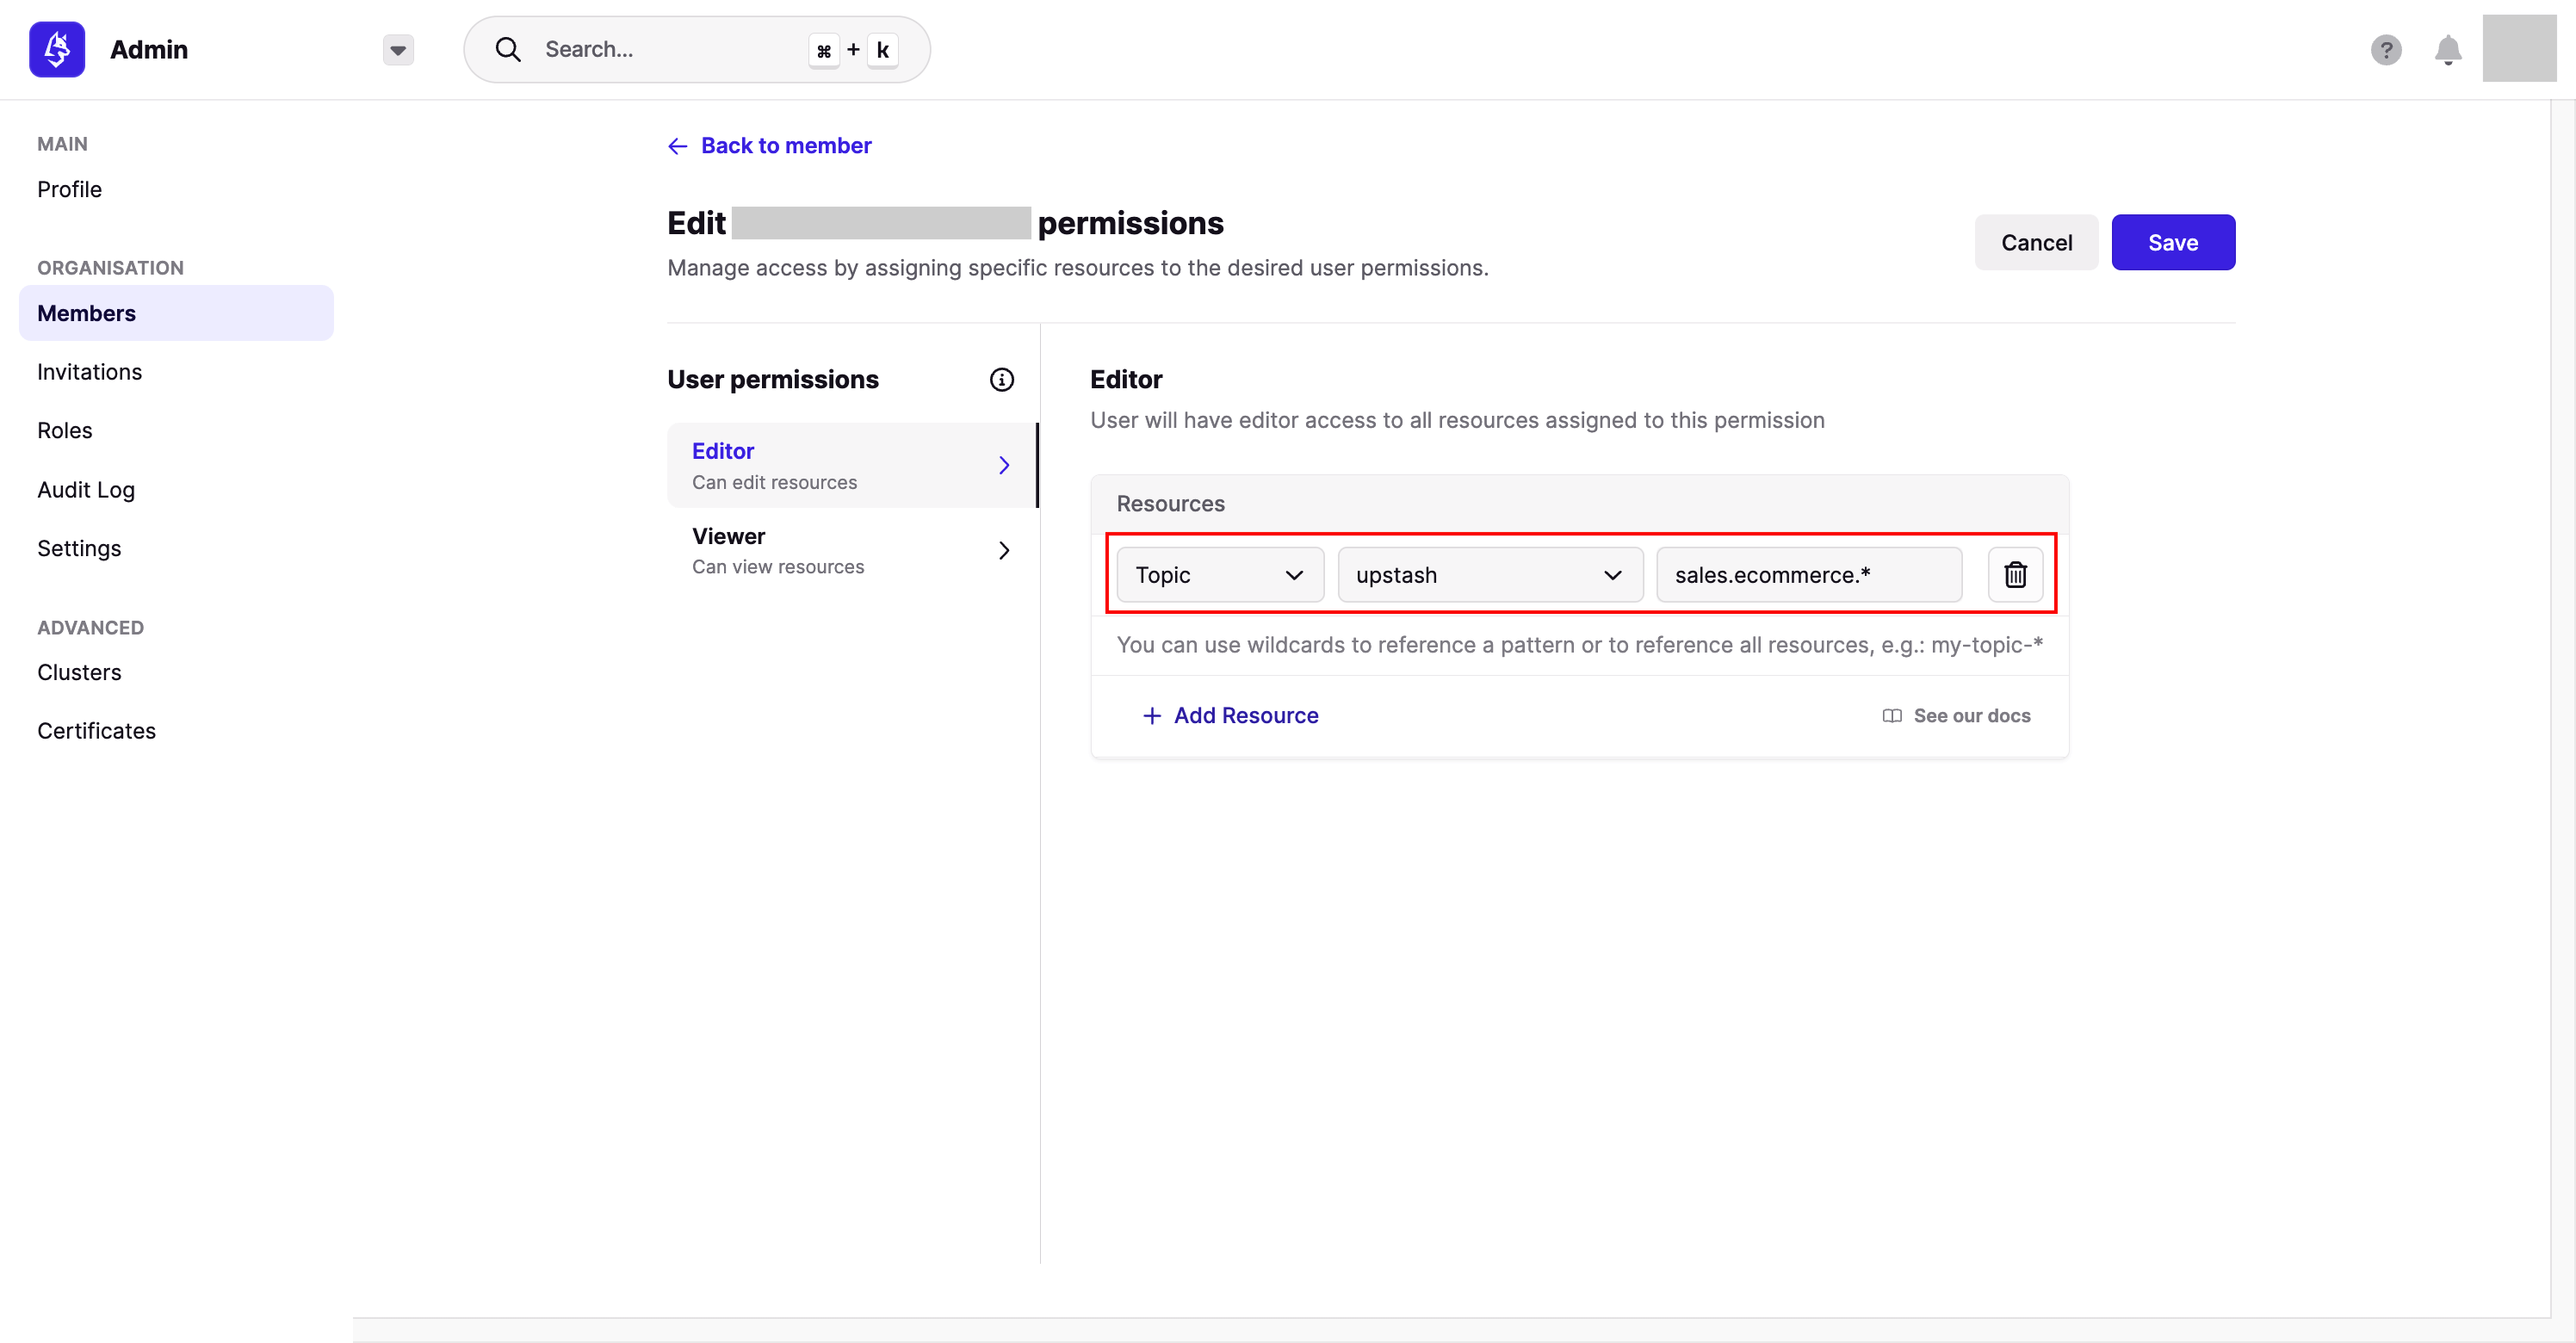 Admin
Search...
⌘ + k
?
MAIN
Profile
ORGANISATION
Members
Invitations
Roles
Audit Log
Settings
ADVANCED
Clusters
Certificates
Back to member
Edit permissions
Manage access by assigning specific resources to the desired user permissions.
Cancel
Save
User permissions
Editor
Can edit resources
Viewer
Can view resources
Editor
User will have editor access to all resources assigned to this permission
Resources
Topic
upstash
sales.ecommerce.*
You can use wildcards to reference a pattern or to reference all resources, e.g.: my-topic-*
+ Add Resource
See our docs